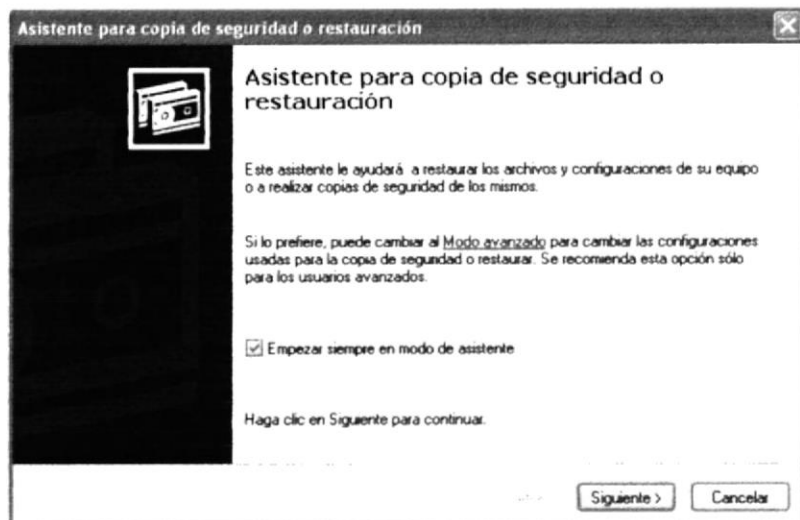 Asistente para copia de seguridad o restauración
Asistente para copia de seguridad o
restauración
Este asistente le ayudará a restaurar los archivos y configuraciones de su equipo
o a realizar copias de seguridad de los mismos.
Si lo prefiere, puede cambiar al Modo avanzado para cambiar las configuraciones
usadas para la copia de seguridad o restaurar. Se recomienda esta opción sólo
para los usuarios avanzados.
Empezar siempre en modo de asistente
Haga clic en Siguiente para continuar.
Siguiente >
Cancelar